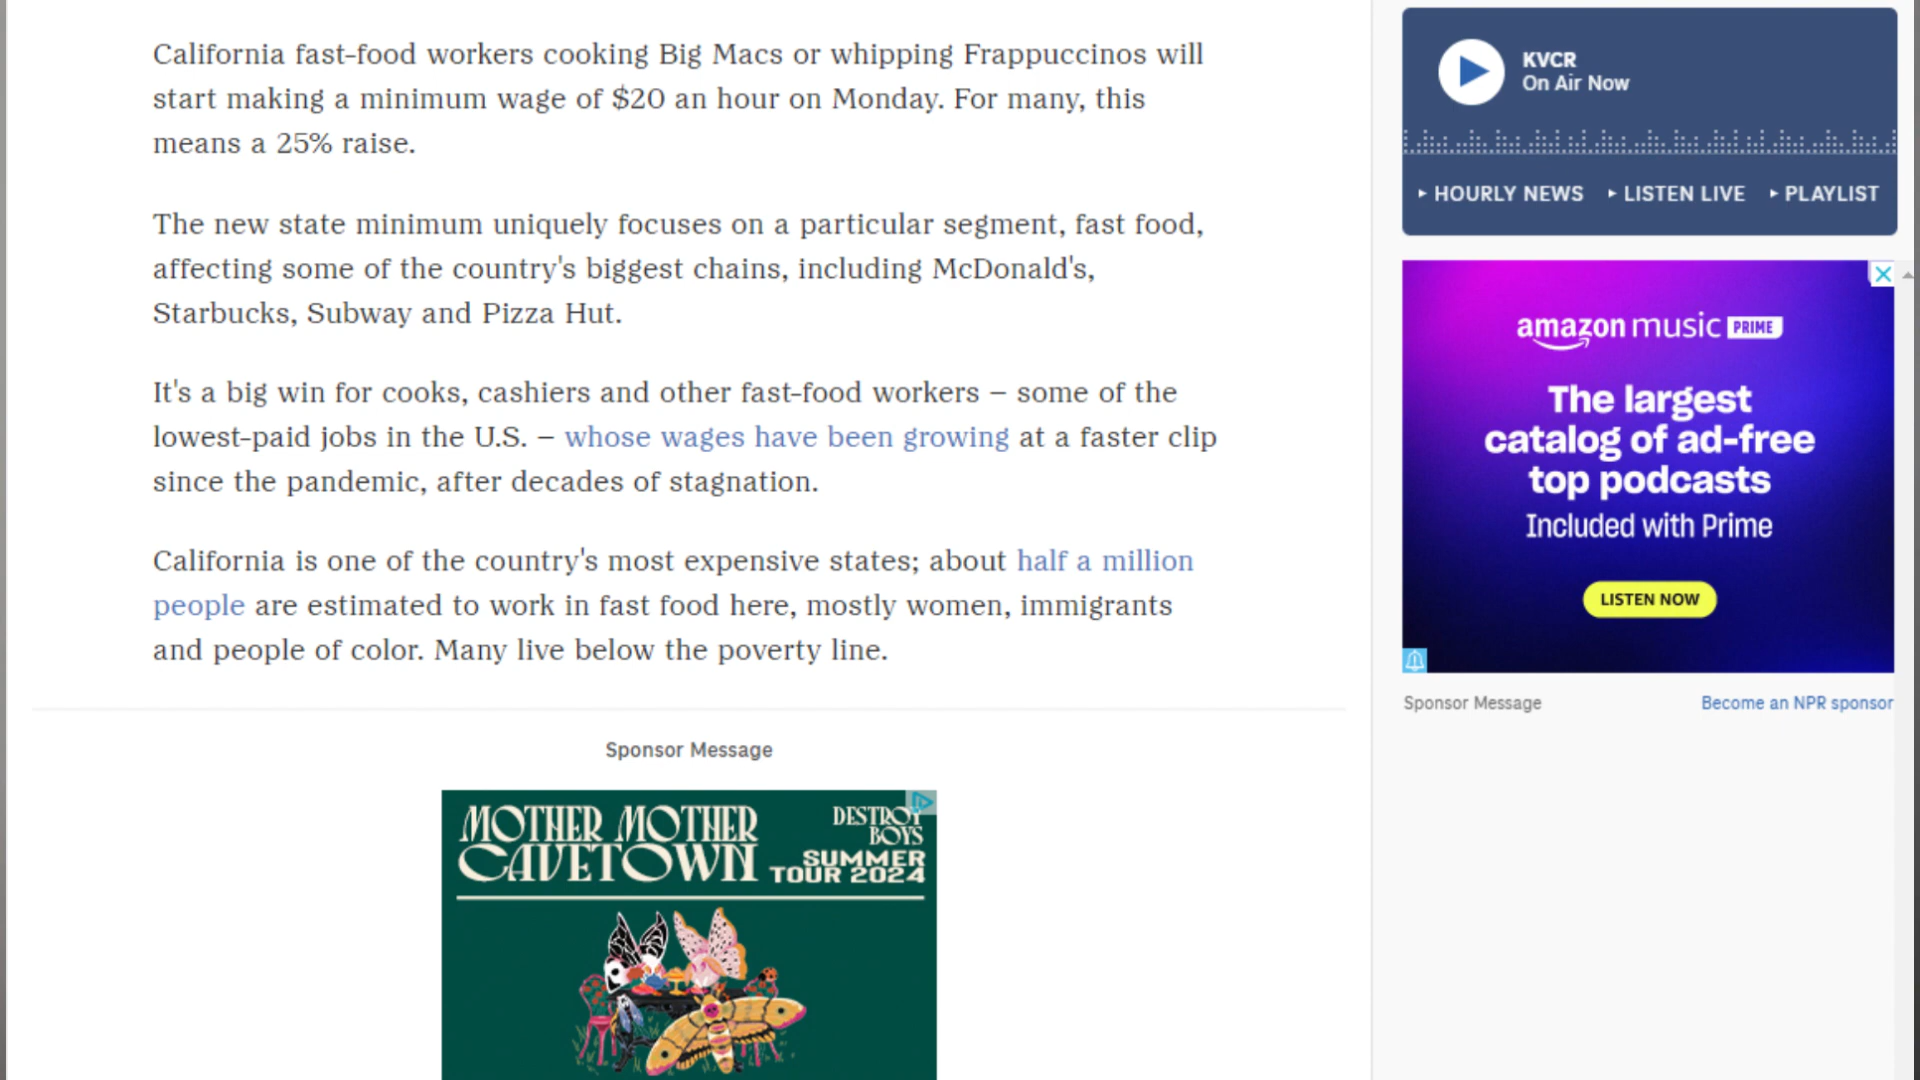 California fast-food workers cooking Big Macs or whipping Frappuccinos will
start making a minimum wage of $20 an hour on Monday. For many, this
means a 25% raise.
The new state minimum uniquely focuses on a particular segment, fast food,
affecting some of the country's biggest chains, including McDonald's,
Starbucks, Subway and Pizza Hut.
It's a big win for cooks, cashiers and other fast-food workers – some of the
lowest-paid jobs in the U.S. – whose wages have been growing at a faster clip
since the pandemic, after decades of stagnation.
California is one of the country's most expensive states; about half a million
people are estimated to work in fast food here, mostly women, immigrants
and people of color. Many live below the poverty line.
Sponsor Message
MOTHER MOTHER
CAVETOWN
DESTROY
BOYS
SUMMER
TOUR 2024
KVCR
On Air Now
HOURLY NEWS
LISTEN LIVE
PLAYLIST
amazon music PRIME
The largest
catalog of ad-free
top podcasts
Included with Prime
LISTEN NOW
Sponsor Message
Become an NPR sponsor